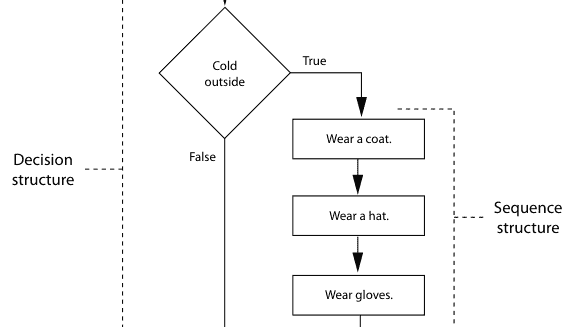 Cold
outside
True
Wear a coat.
False
Decision
structure
Wear a hat.
Sequence
structure
Wear gloves.